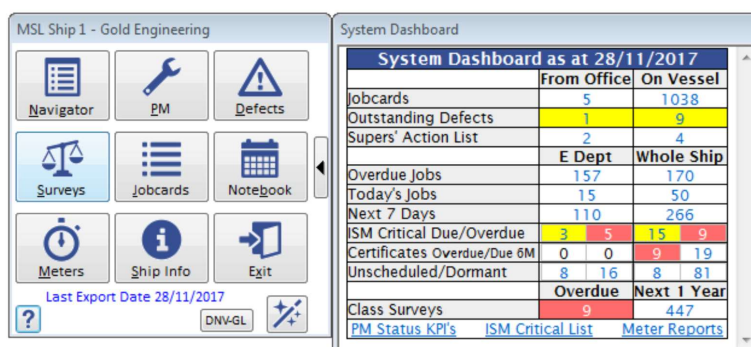 MSL Ship 1 - Gold Engineering
Navigator
PM
Defects
Surveys
Jobcards
Notebook
Meters
Ship Info
Exit
Last Export Date 28/11/2017
?
DNV-GL
System Dashboard
System Dashboard as at 28/11/2017
From Office On Vessel
Jobcards 5 1038
Outstanding Defects 1 9
Supers' Action List 2 4
E Dept Whole Ship
Overdue Jobs 157 170
Today's Jobs 15 50
Next 7 Days 110 266
ISM Critical Due/Overdue 3 5 15 9
Certificates Overdue/Due 6M 0 0 9 19
Unscheduled/Dormant 8 16 8 81
Overdue Next 1 Year
Class Surveys 9 447
PM Status KPI's ISM Critical List Meter Reports